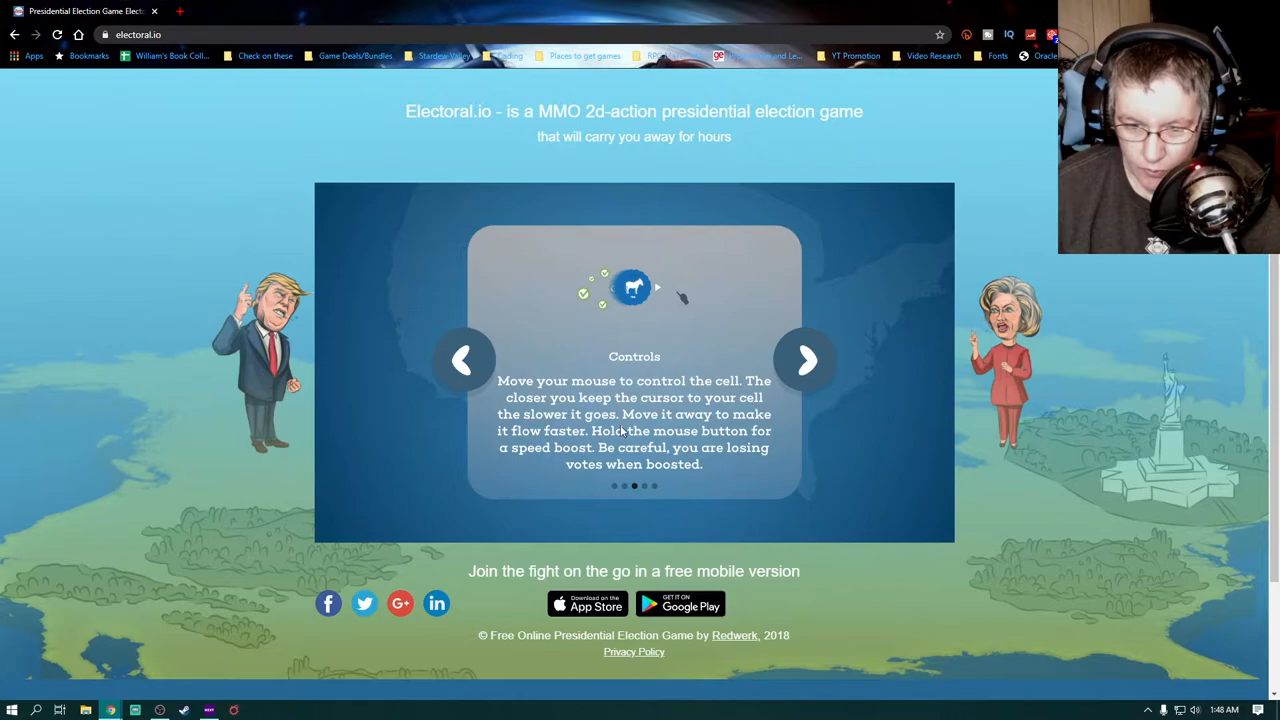 Presidential Election Game Elect
electoral.io
Apps
Bookmarks
William's Book Coll...
Check on these
Game Deals/Bundles
Stardew Valley
Places to get games
YT Promotion
Video Research
Fonts
Oracle
Electoral.io - is a MMO 2d-action presidential election game
that will carry you away for hours
Controls
Move your mouse to control the cell. The
closer you keep the cursor to your cell
the slower it goes. Move it away to make
it flow faster. Hold the mouse button for
a speed boost. Be careful, you are losing
votes when boosted.
Join the fight on the go in a free mobile version
Download on the
App Store
GET IT ON
Google Play
© Free Online Presidential Election Game by Redwerk, 2018
Privacy Policy
1:48 AM